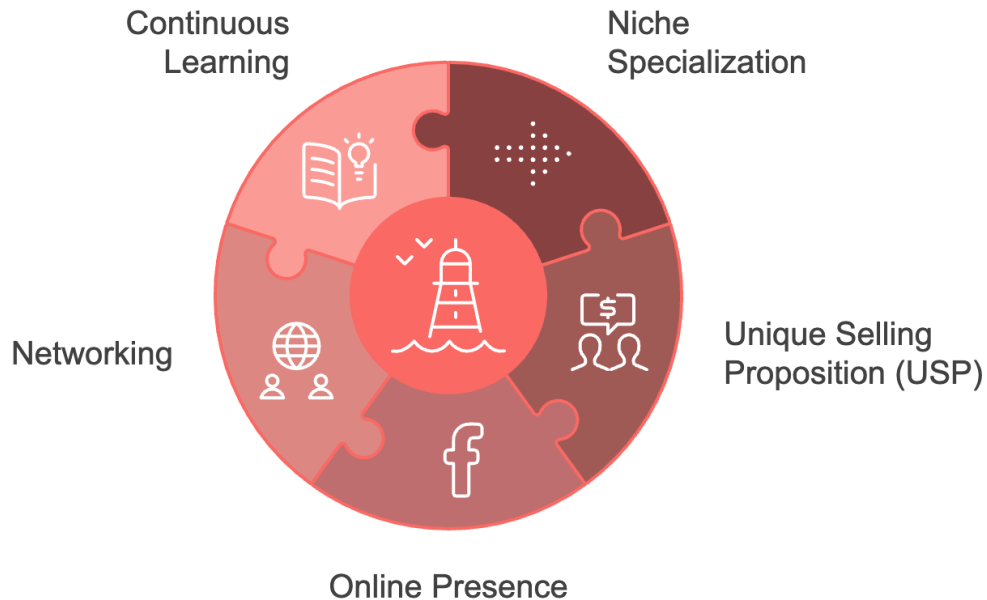 Continuous
Learning
Niche
Specialization
$
Networking
Unique Selling
Proposition (USP)
f
Online Presence